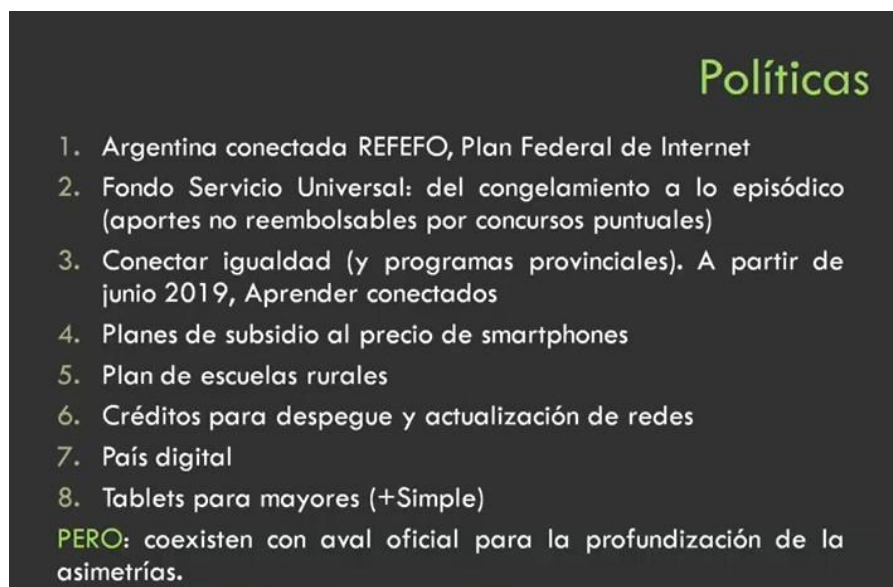 Políticas
1. Argentina conectada REFEFO, Plan Federal de Internet
2. Fondo Servicio Universal: del congelamiento a lo episódico
(aportes no reembolsables por concursos puntuales)
3. Conectar igualdad (y programas provinciales). A partir de
junio 2019, Aprender conectados
4. Planes de subsidio al precio de smartphones
5. Plan de escuelas rurales
6. Créditos para despegue y actualización de redes
7. País digital
8. Tablets para mayores (+Simple)
PERO: coexisten con aval oficial para la profundización de la
asimetrías.